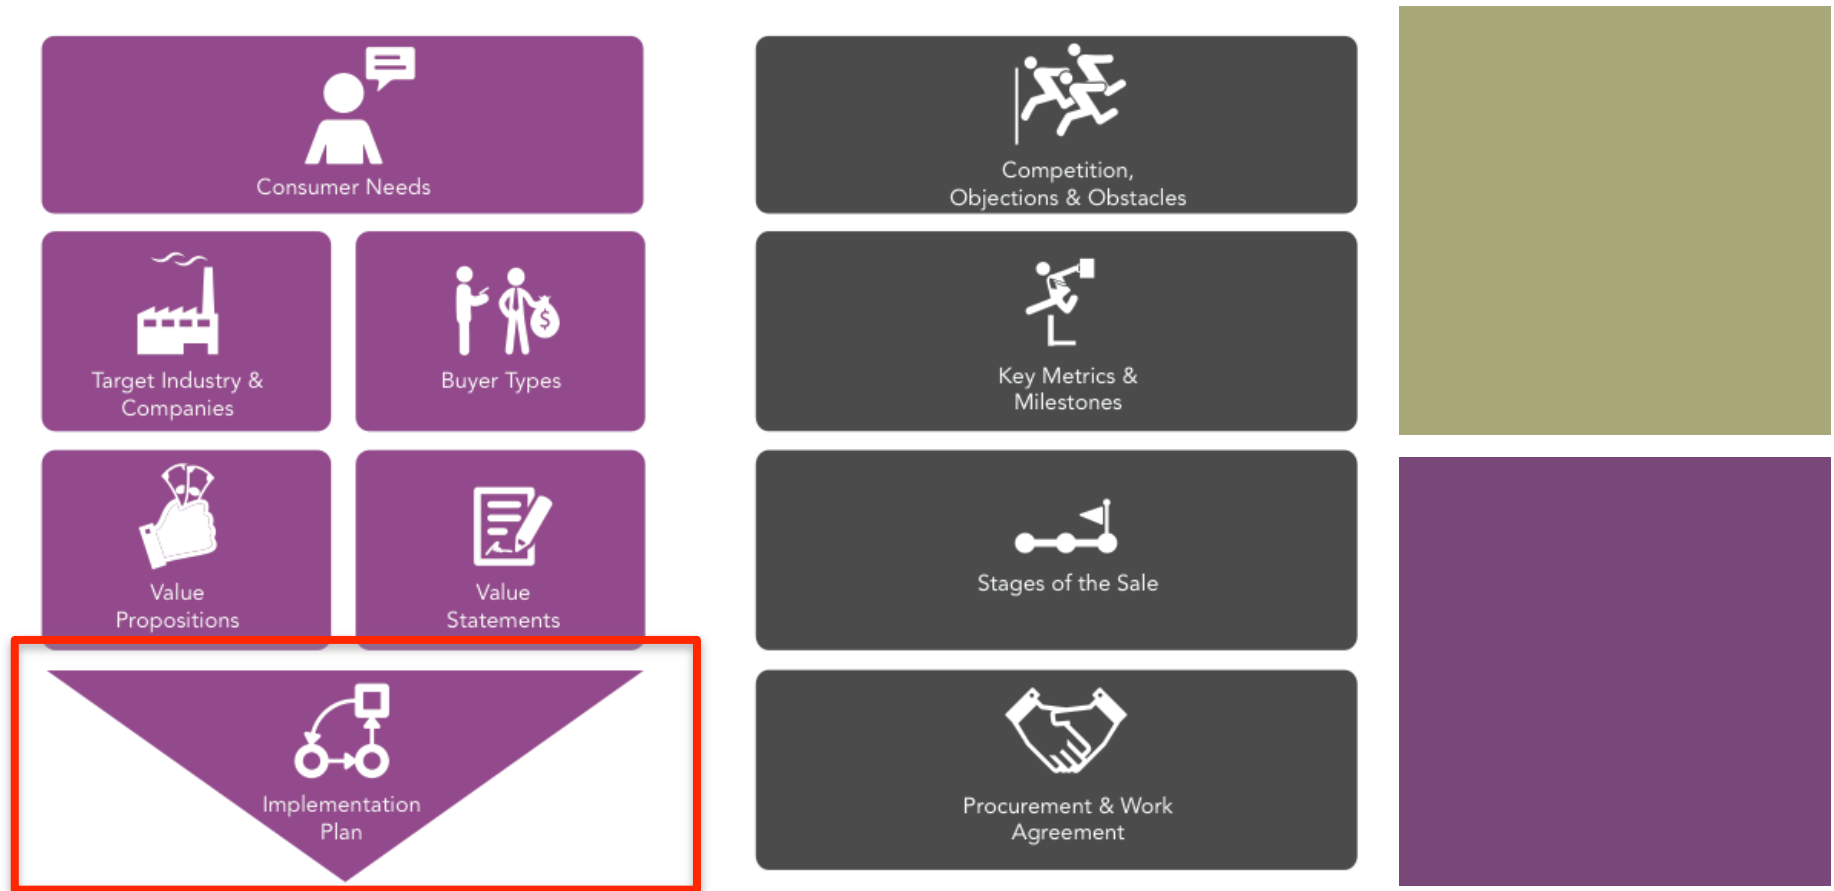 Consumer Needs
Target Industry &
Companies
Buyer Types
Value
Propositions
Value
Statements
Implementation
Plan
Competition,
Objections & Obstacles
Key Metrics &
Milestones
Stages of the Sale
Procurement & Work
Agreement
$